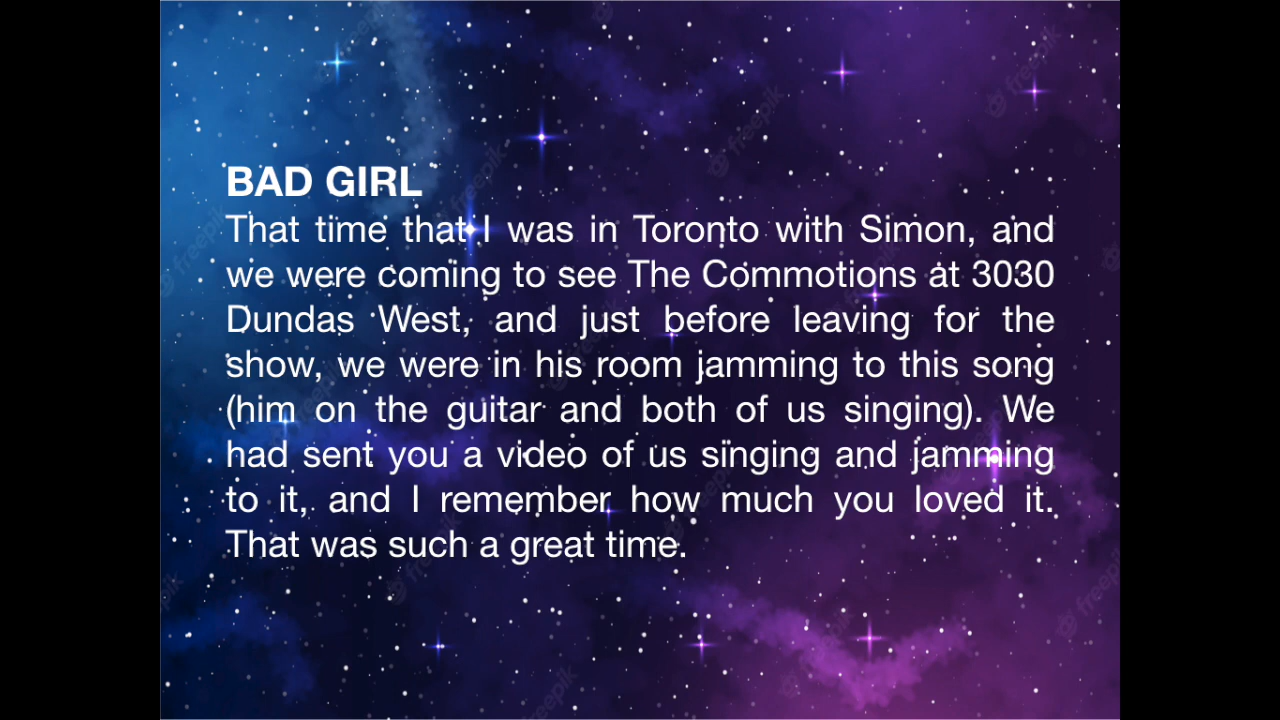 BAD GIRL
That time that I was in Toronto with Simon, and
we were coming to see The Commotions at 3030
Dundas West, and just before leaving for the
show, we were in his room jamming to this song
(him on the guitar and both of us singing). We
had sent you a video of us singing and jamming
to it, and I remember how much you loved it.
That was such a great time.